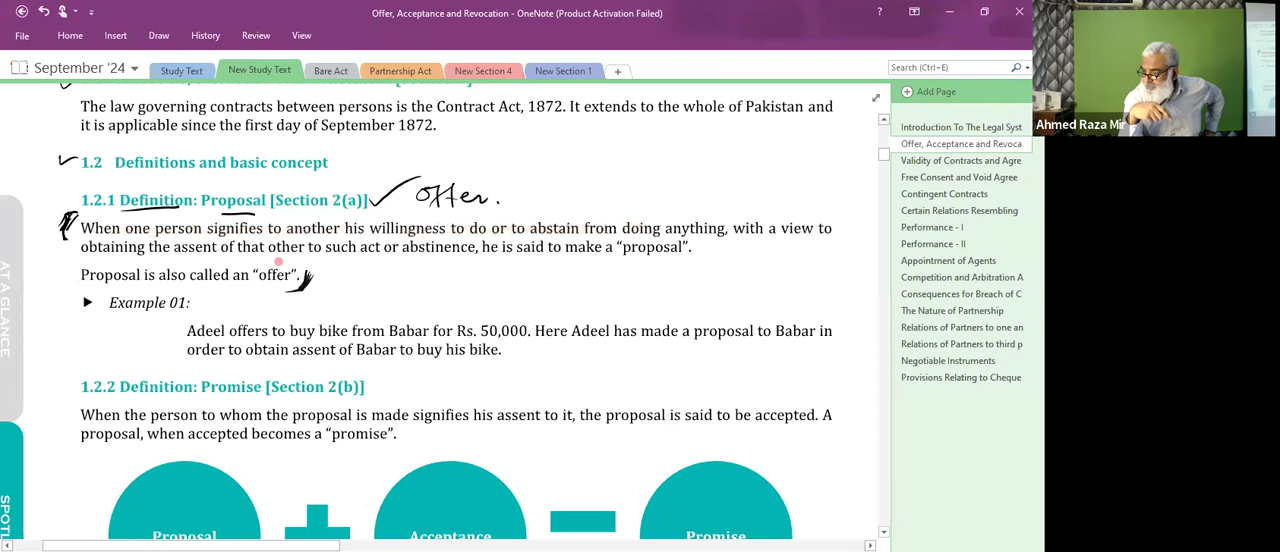 Offer, Acceptance and Revocation - OneNote (Product Activation Failed)
?
File Home Insert Draw History Review View
September '24 Study Text New Study Text Bare Act Partnership Act New Section 4 New Section 1 Search (Ctrl+E)
The law governing contracts between persons is the Contract Act, 1872. It extends to the whole of Pakistan and
it is applicable since the first day of September 1872.
1.2 Definitions and basic concept
1.2.1 Definition: Proposal [Section 2(a)] Offer.
When one person signifies to another his willingness to do or to abstain from doing anything, with a view to
obtaining the assent of that other to such act or abstinence, he is said to make a “proposal”.
Proposal is also called an “offer”.
Example 01:
Adeel offers to buy bike from Babar for Rs. 50,000. Here Adeel has made a proposal to Babar in
order to obtain assent of Babar to buy his bike.
1.2.2 Definition: Promise [Section 2(b)]
When the person to whom the proposal is made signifies his assent to it, the proposal is said to be accepted. A
proposal, when accepted becomes a “promise”.
Proposal Acceptance Promise
AT A GLANCE
SPOTL
Add Page
Introduction To The Legal Syst
Offer, Acceptance and Revoca
Validity of Contracts and Agre
Free Consent and Void Agree
Contingent Contracts
Certain Relations Resembling
Performance - I
Performance - II
Appointment of Agents
Competition and Arbitration A
Consequences for Breach of C
The Nature of Partnership
Relations of Partners to one an
Relations of Partners to third p
Negotiable Instruments
Provisions Relating to Cheque
Ahmed Raza Mir